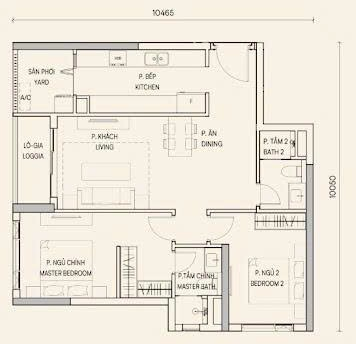 10465
SÂN PHƠI
YARD
A/C
P. BẾP
KITCHEN
F
LÔ-GIA
LOGGIA
P. KHÁCH
LIVING
P. ĂN
DINING
P. TẮM 2
BATH 2
10050
P. NGỦ CHÍNH
MASTER BEDROOM
P.TẮM CHÍNH
MASTER BATH
P. NGỦ 2
BEDROOM 2